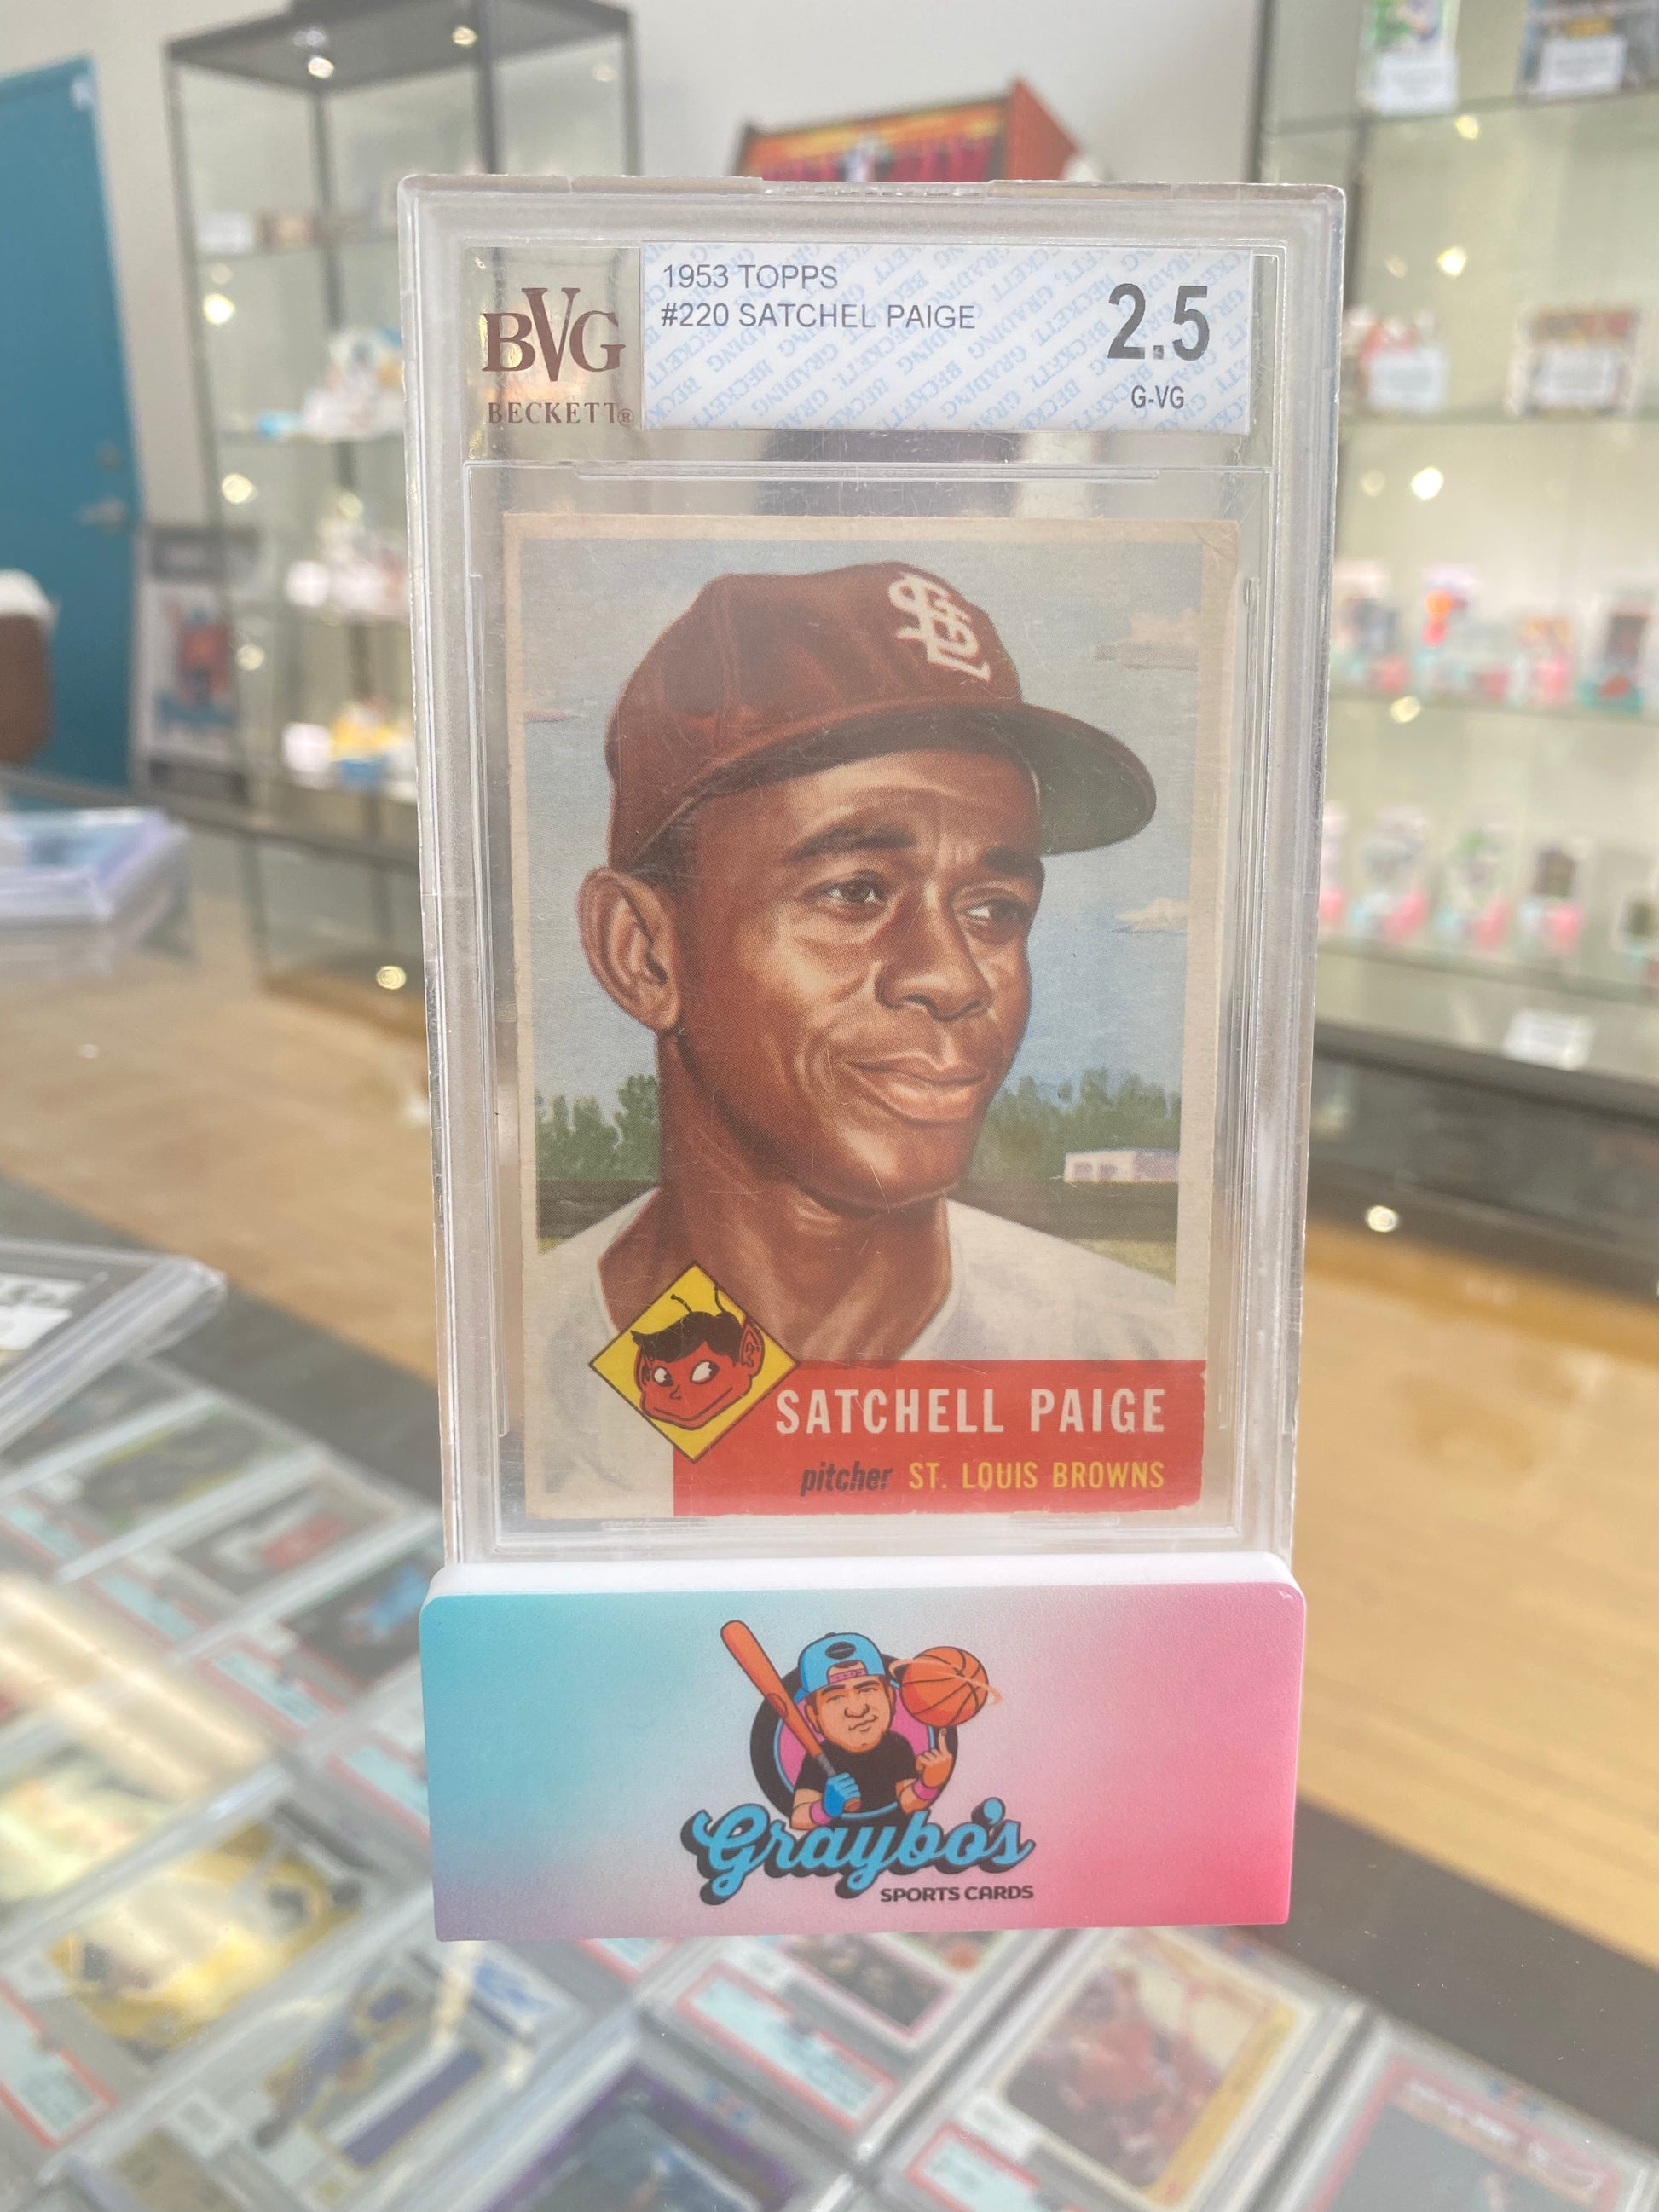 BVG
BECKETT®
1953 TOPPS
#220 SATCHEL PAIGE
2.5
G-VG
StL
SATCHELL PAIGE
pitcher ST. LOUIS BROWNS
Graybo's
SPORTS CARDS